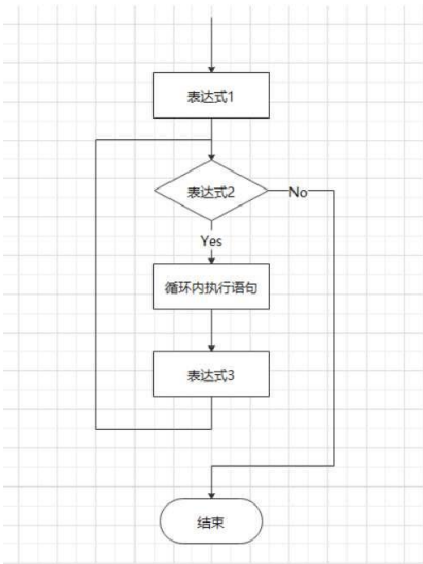 表达式1
表达式2
No
Yes
循环内执行语句
表达式3
结束